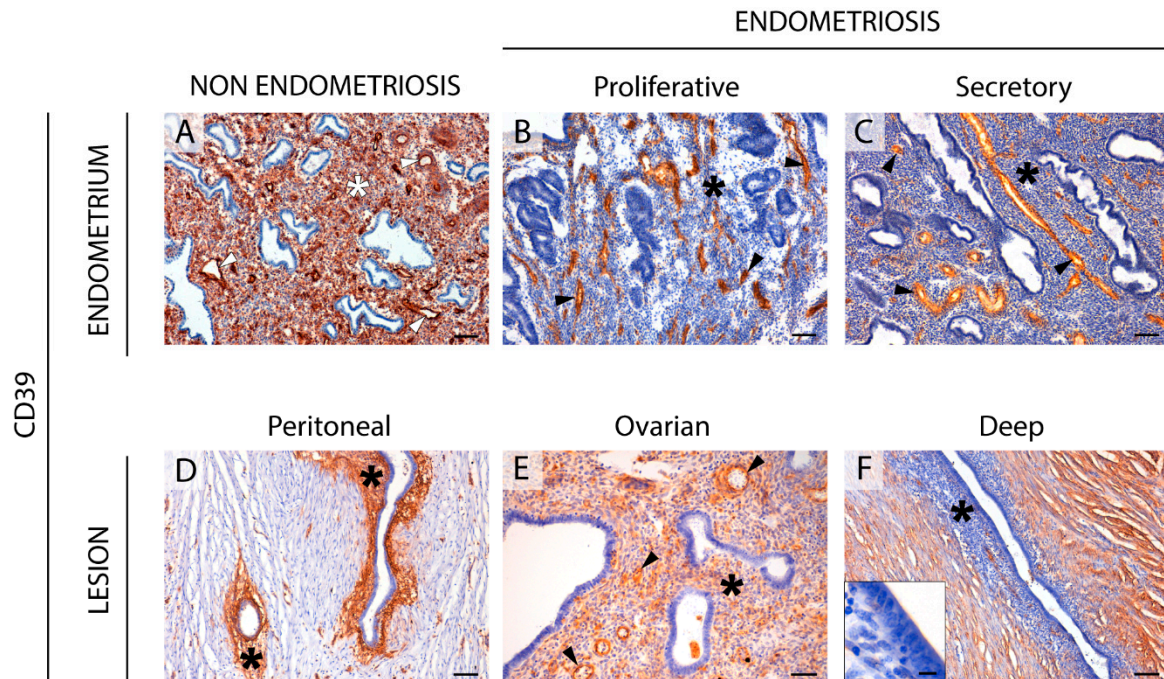 ENDOMETRIOSIS
NON ENDOMETRIOSIS
Proliferative
Secretory
A
B
C
ENDOMETRIUM
CD39
Peritoneal
Ovarian
Deep
D
E
F
LESION